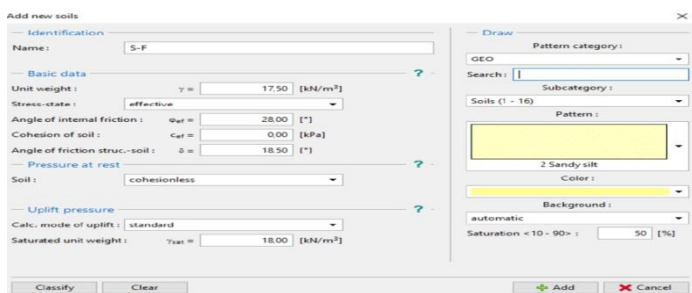 Add new soils
Identification
Name : S-F
Basic data ?
Unit weight : γ = 17,50 [kN/m³]
Stress-state : effective
Angle of internal friction : φef = 28,00 [°]
Cohesion of soil : cef = 0,00 [kPa]
Angle of friction struc.-soil : δ = 18,50 [°]
Pressure at rest ?
Soil : cohesionless
Uplift pressure ?
Calc. mode of uplift : standard
Saturated unit weight : γsat = 18,00 [kN/m³]
Draw
Pattern category :
GEO
Search :
Subcategory :
Soils (1 - 16)
Pattern :
2 Sandy silt
Color :
Background :
automatic
Saturation <10 - 90> : 50 [%]
Classify Clear Add Cancel